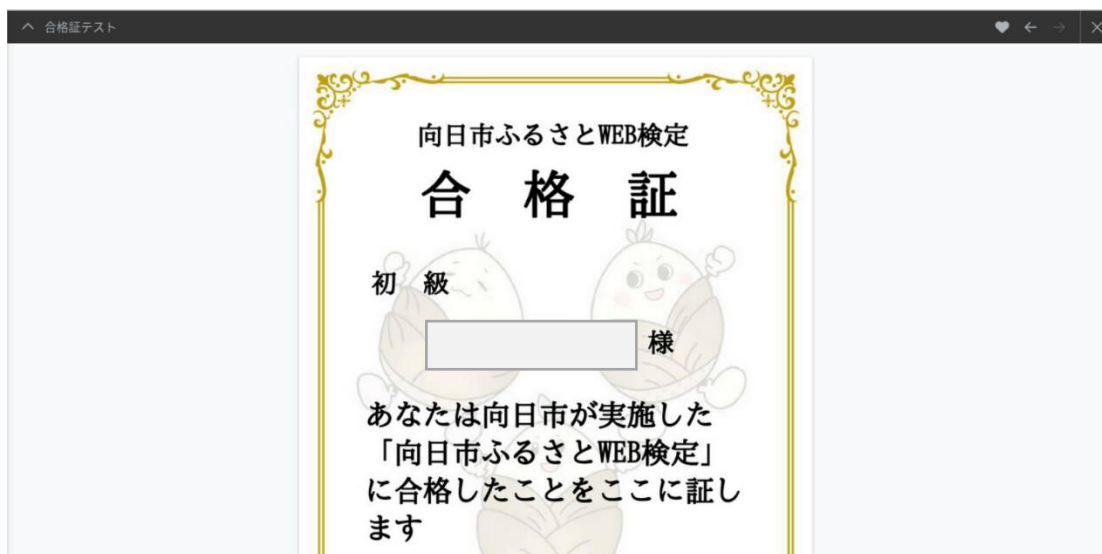 合格証テスト
向日市ふるさとWEB検定
合　格　証
初　級
様
あなたは向日市が実施した
「向日市ふるさとWEB検定」
に合格したことをここに証し
ます